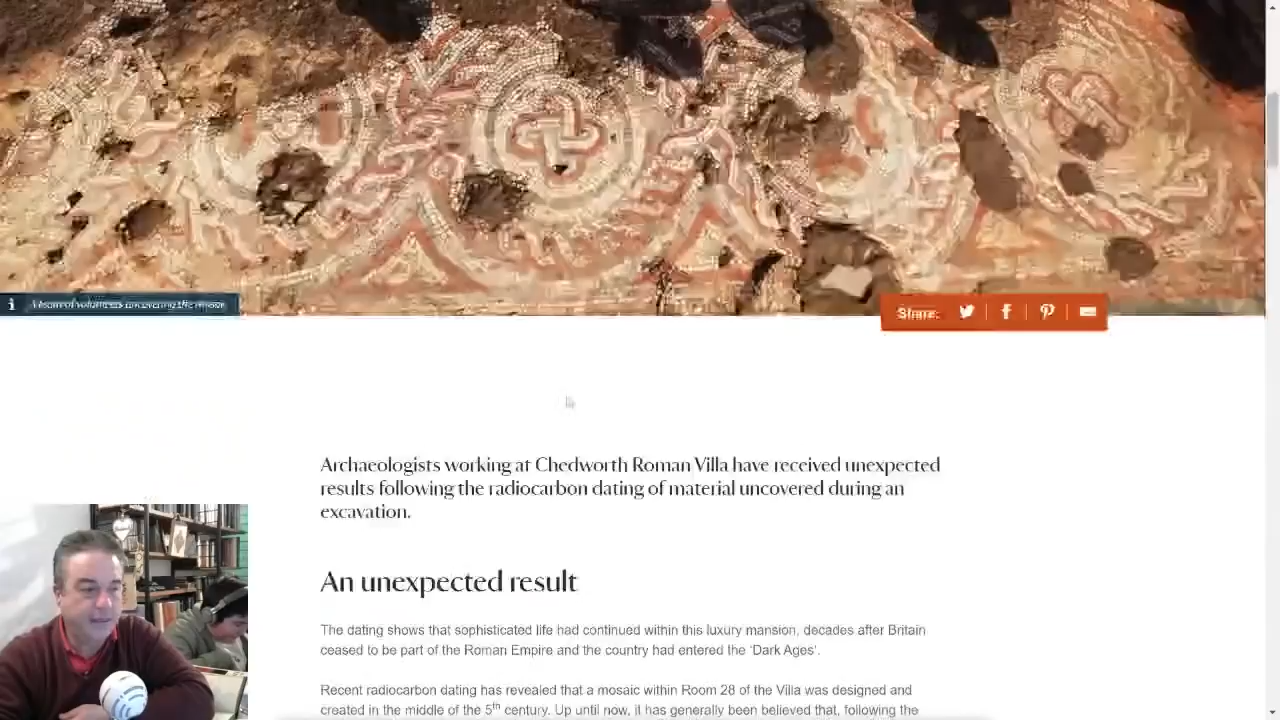 Share:
Archaeologists working at Chedworth Roman Villa have received unexpected
results following the radiocarbon dating of material uncovered during an
excavation.
An unexpected result
The dating shows that sophisticated life had continued within this luxury mansion, decades after Britain
ceased to be part of the Roman Empire and the country had entered the ‘Dark Ages’.
Recent radiocarbon dating has revealed that a mosaic within Room 28 of the Villa was designed and
created in the middle of the 5th century. Up until now, it has generally been believed that, following the